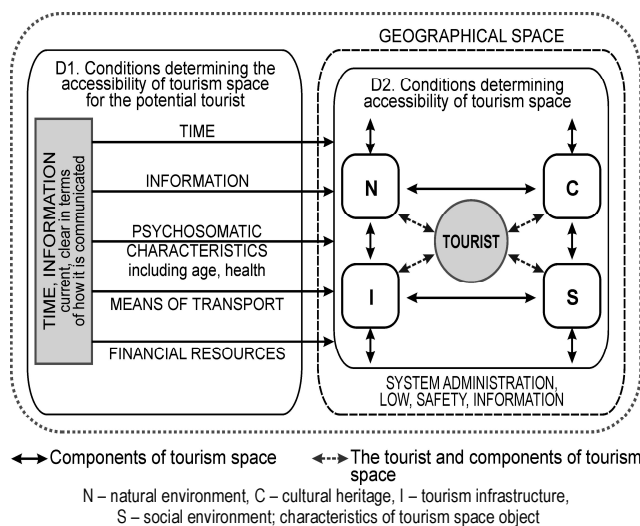 GEOGRAPHICAL SPACE
D1. Conditions determining the
accessibility of tourism space
for the potential tourist
TIME, INFORMATION
current, clear in terms
of how it is communicated
TIME
INFORMATION
PSYCHOSOMATIC
CHARACTERISTICS
including age, health
MEANS OF TRANSPORT
FINANCIAL RESOURCES
D2. Conditions determining
accessibility of tourism space
N
C
TOURIST
I
S
SYSTEM ADMINISTRATION,
LOW, SAFETY, INFORMATION
Components of tourism space
The tourist and components of tourism
space
N – natural environment, C – cultural heritage, I – tourism infrastructure,
S – social environment; characteristics of tourism space object